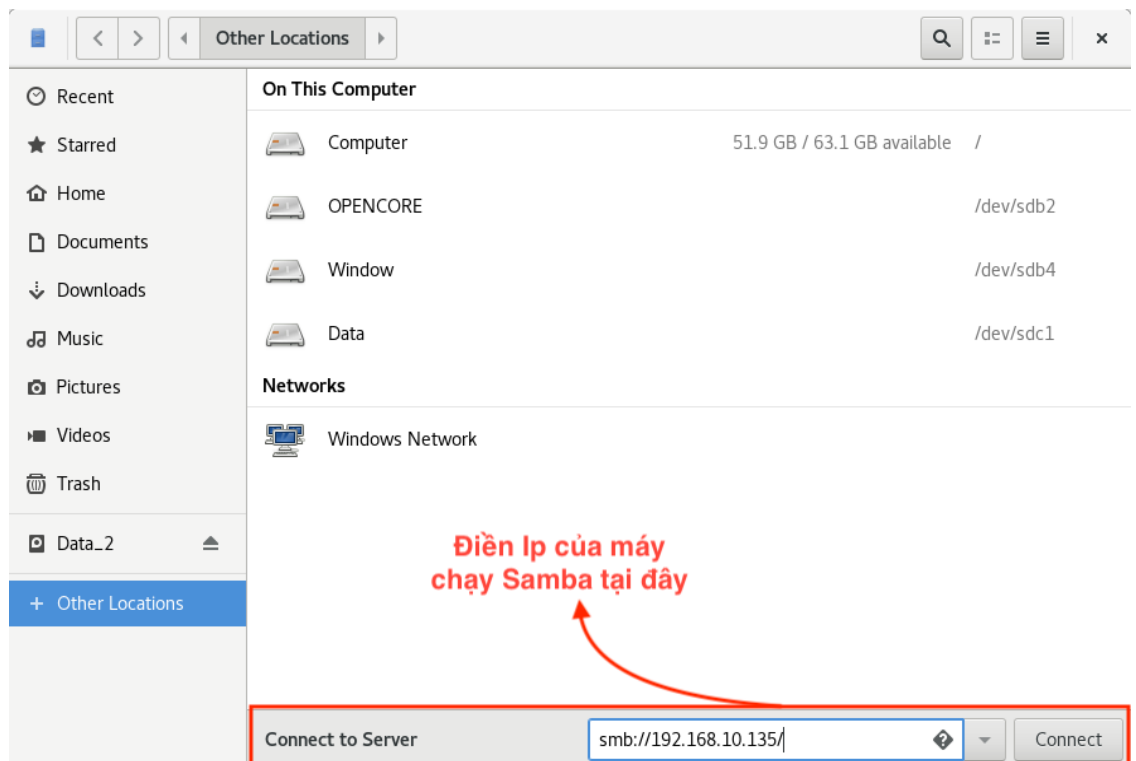 Other Locations
Recent
Starred
Home
Documents
Downloads
Music
Pictures
Videos
Trash
Data_2
+ Other Locations
On This Computer
Computer 51.9 GB / 63.1 GB available /
OPENCORE /dev/sdb2
Window /dev/sdb4
Data /dev/sdc1
Networks
Windows Network
Điền Ip của máy
chạy Samba tại đây
Connect to Server smb://192.168.10.135/ Connect